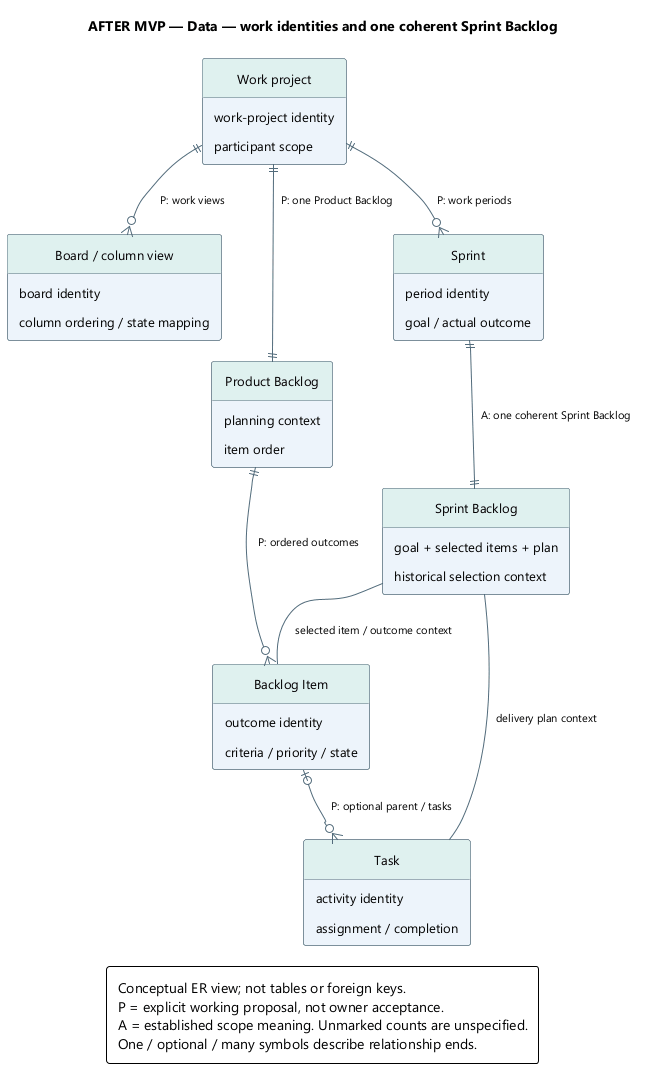 AFTER MVP — Data — work identities and one coherent Sprint Backlog
Work project
work-project identity
participant scope
P: work views
P: one Product Backlog
P: work periods
Board / column view
board identity
column ordering / state mapping
Sprint
period identity
goal / actual outcome
Product Backlog
planning context
item order
A: one coherent Sprint Backlog
Sprint Backlog
goal + selected items + plan
historical selection context
P: ordered outcomes
selected item / outcome context
Backlog Item
outcome identity
criteria / priority / state
delivery plan context
P: optional parent / tasks
Task
activity identity
assignment / completion
Conceptual ER view; not tables or foreign keys.
P = explicit working proposal, not owner acceptance.
A = established scope meaning. Unmarked counts are unspecified.
One / optional / many symbols describe relationship ends.